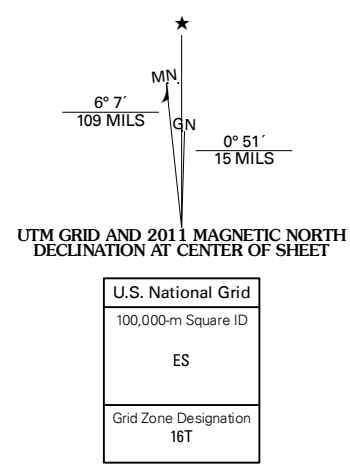 ★
MN
6° 7´
109 MILS
GN
0° 51´
15 MILS
UTM GRID AND 2011 MAGNETIC NORTH
DECLINATION AT CENTER OF SHEET
U.S. National Grid
100,000-m Square ID
ES
Grid Zone Designation
16T